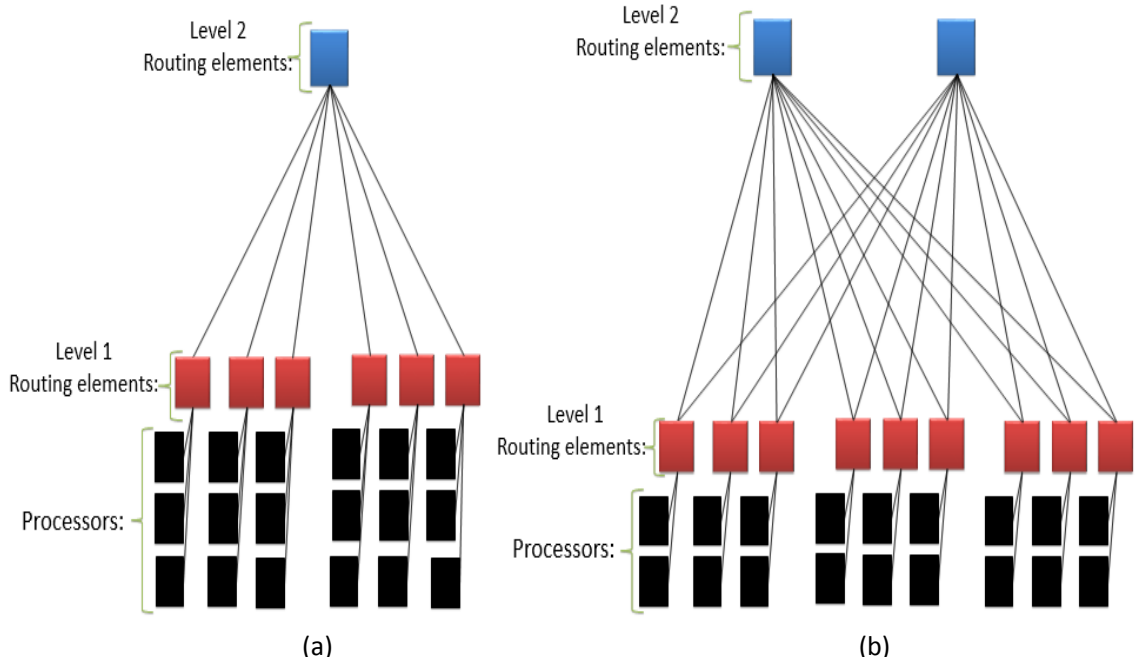 Level 2
Routing elements:
Level 1
Routing elements:
Processors:
(a)
Level 2
Routing elements:
Level 1
Routing elements:
Processors:
(b)